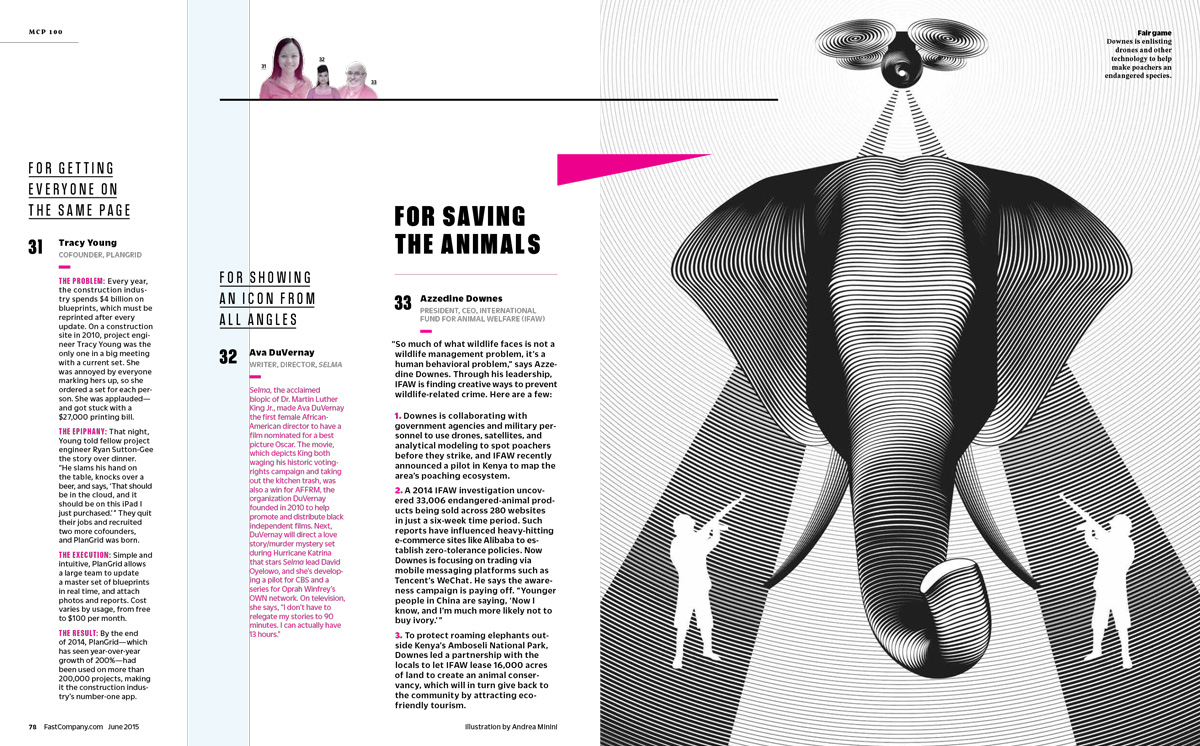 MCP 100
31
32
33
FOR GETTING
EVERYONE ON
THE SAME PAGE
31
Tracy Young
COFOUNDER, PLANGRID
THE PROBLEM: Every year,
the construction indus-
try spends $4 billion on
blueprints, which must be
reprinted after every
update. On a construction
site in 2010, project engi-
neer Tracy Young was the
only one in a big meeting
with a current set. She
was annoyed by everyone
marking hers up, so she
ordered a set for each per-
son. She was applauded—
and got stuck with a
$27,000 printing bill.
THE EPIPHANY: That night,
Young told fellow project
engineer Ryan Sutton-Gee
the story over dinner.
"He slams his hand on
the table, knocks over a
beer, and says, 'That should
be in the cloud, and it
should be on this iPad I
just purchased.' " They quit
their jobs and recruited
two more cofounders,
and PlanGrid was born.
THE EXECUTION: Simple and
intuitive, PlanGrid allows
a large team to update
a master set of blueprints
in real time, and attach
photos and reports. Cost
varies by usage, from free
to $100 per month.
THE RESULT: By the end
of 2014, PlanGrid—which
has seen year-over-year
growth of 200%—had
been used on more than
200,000 projects, making
it the construction indus-
try's number-one app.
FOR SHOWING
AN ICON FROM
ALL ANGLES
32
Ava DuVernay
WRITER, DIRECTOR, SELMA
Selma, the acclaimed
biopic of Dr. Martin Luther
King Jr., made Ava DuVernay
the first female African-
American director to have a
film nominated for a best
picture Oscar. The movie,
which depicts King both
waging his historic voting-
rights campaign and taking
out the kitchen trash, was
also a win for AFFRM, the
organization DuVernay
founded in 2010 to help
promote and distribute black
independent films. Next,
DuVernay will direct a love
story/murder mystery set
during Hurricane Katrina
that stars Selma lead David
Oyelowo, and she's develop-
ing a pilot for CBS and a
series for Oprah Winfrey's
OWN network. On television,
she says, "I don't have to
relegate my stories to 90
minutes. I can actually have
13 hours."
FOR SAVING
THE ANIMALS
33
Azzedine Downes
PRESIDENT, CEO, INTERNATIONAL
FUND FOR ANIMAL WELFARE (IFAW)
"So much of what wildlife faces is not a
wildlife management problem, it's a
human behavioral problem," says Azze-
dine Downes. Through his leadership,
IFAW is finding creative ways to prevent
wildlife-related crime. Here are a few:
1. Downes is collaborating with
government agencies and military per-
sonnel to use drones, satellites, and
analytical modeling to spot poachers
before they strike, and IFAW recently
announced a pilot in Kenya to map the
area's poaching ecosystem.
2. A 2014 IFAW investigation uncov-
ered 33,006 endangered-animal prod-
ucts being sold across 280 websites
in just a six-week time period. Such
reports have influenced heavy-hitting
e-commerce sites like Alibaba to es-
tablish zero-tolerance policies. Now
Downes is focusing on trading via
mobile messaging platforms such as
Tencent's WeChat. He says the aware-
ness campaign is paying off. "Younger
people in China are saying, 'Now I
know, and I'm much more likely not to
buy ivory.' "
3. To protect roaming elephants out-
side Kenya's Amboseli National Park,
Downes led a partnership with the
locals to let IFAW lease 16,000 acres
of land to create an animal conser-
vancy, which will in turn give back to
the community by attracting eco-
friendly tourism.
Fair game
Downes is enlisting
drones and other
technology to help
make poachers an
endangered species.
78 FastCompany.com June 2015
Illustration by Andrea Minini